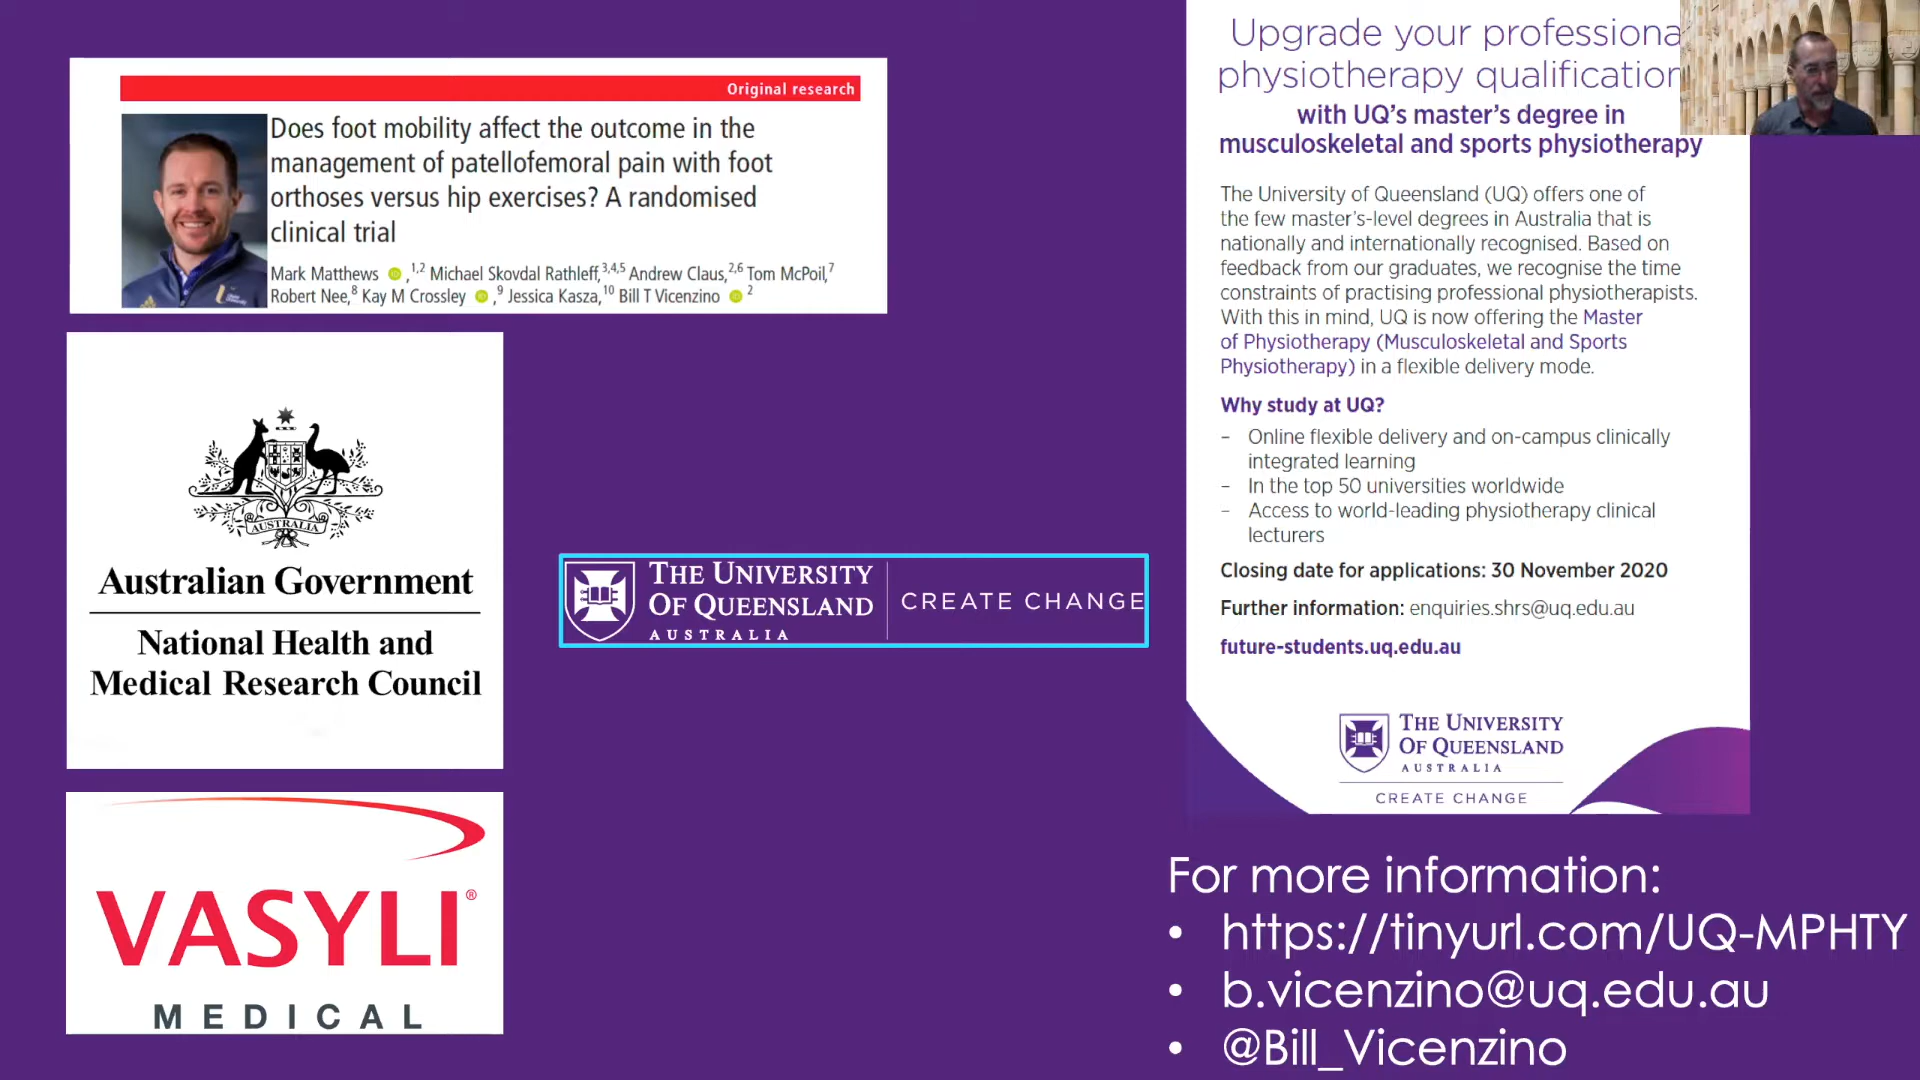 Original research
Does foot mobility affect the outcome in the
management of patellofemoral pain with foot
orthoses versus hip exercises? A randomised
clinical trial
Mark Matthews ,1,2 Michael Skovdal Rathleff,3,4,5 Andrew Claus,2,6 Tom McPoil,7
Robert Nee,8 Kay M Crossley ,9 Jessica Kasza,10 Bill T Vicenzino 2
AUSTRALIA
Australian Government
National Health and
Medical Research Council
VASYLI®
MEDICAL
THE UNIVERSITY
OF QUEENSLAND
AUSTRALIA
CREATE CHANGE
Upgrade your professiona
physiotherapy qualification
with UQ's master's degree in
musculoskeletal and sports physiotherapy
The University of Queensland (UQ) offers one of
the few master's-level degrees in Australia that is
nationally and internationally recognised. Based on
feedback from our graduates, we recognise the time
constraints of practising professional physiotherapists.
With this in mind, UQ is now offering the Master
of Physiotherapy (Musculoskeletal and Sports
Physiotherapy) in a flexible delivery mode.
Why study at UQ?
– Online flexible delivery and on-campus clinically
integrated learning
– In the top 50 universities worldwide
– Access to world-leading physiotherapy clinical
lecturers
Closing date for applications: 30 November 2020
Further information: enquiries.shrs@uq.edu.au
future-students.uq.edu.au
THE UNIVERSITY
OF QUEENSLAND
AUSTRALIA
CREATE CHANGE
For more information:
• https://tinyurl.com/UQ-MPHTY
• b.vicenzino@uq.edu.au
• @Bill_Vicenzino